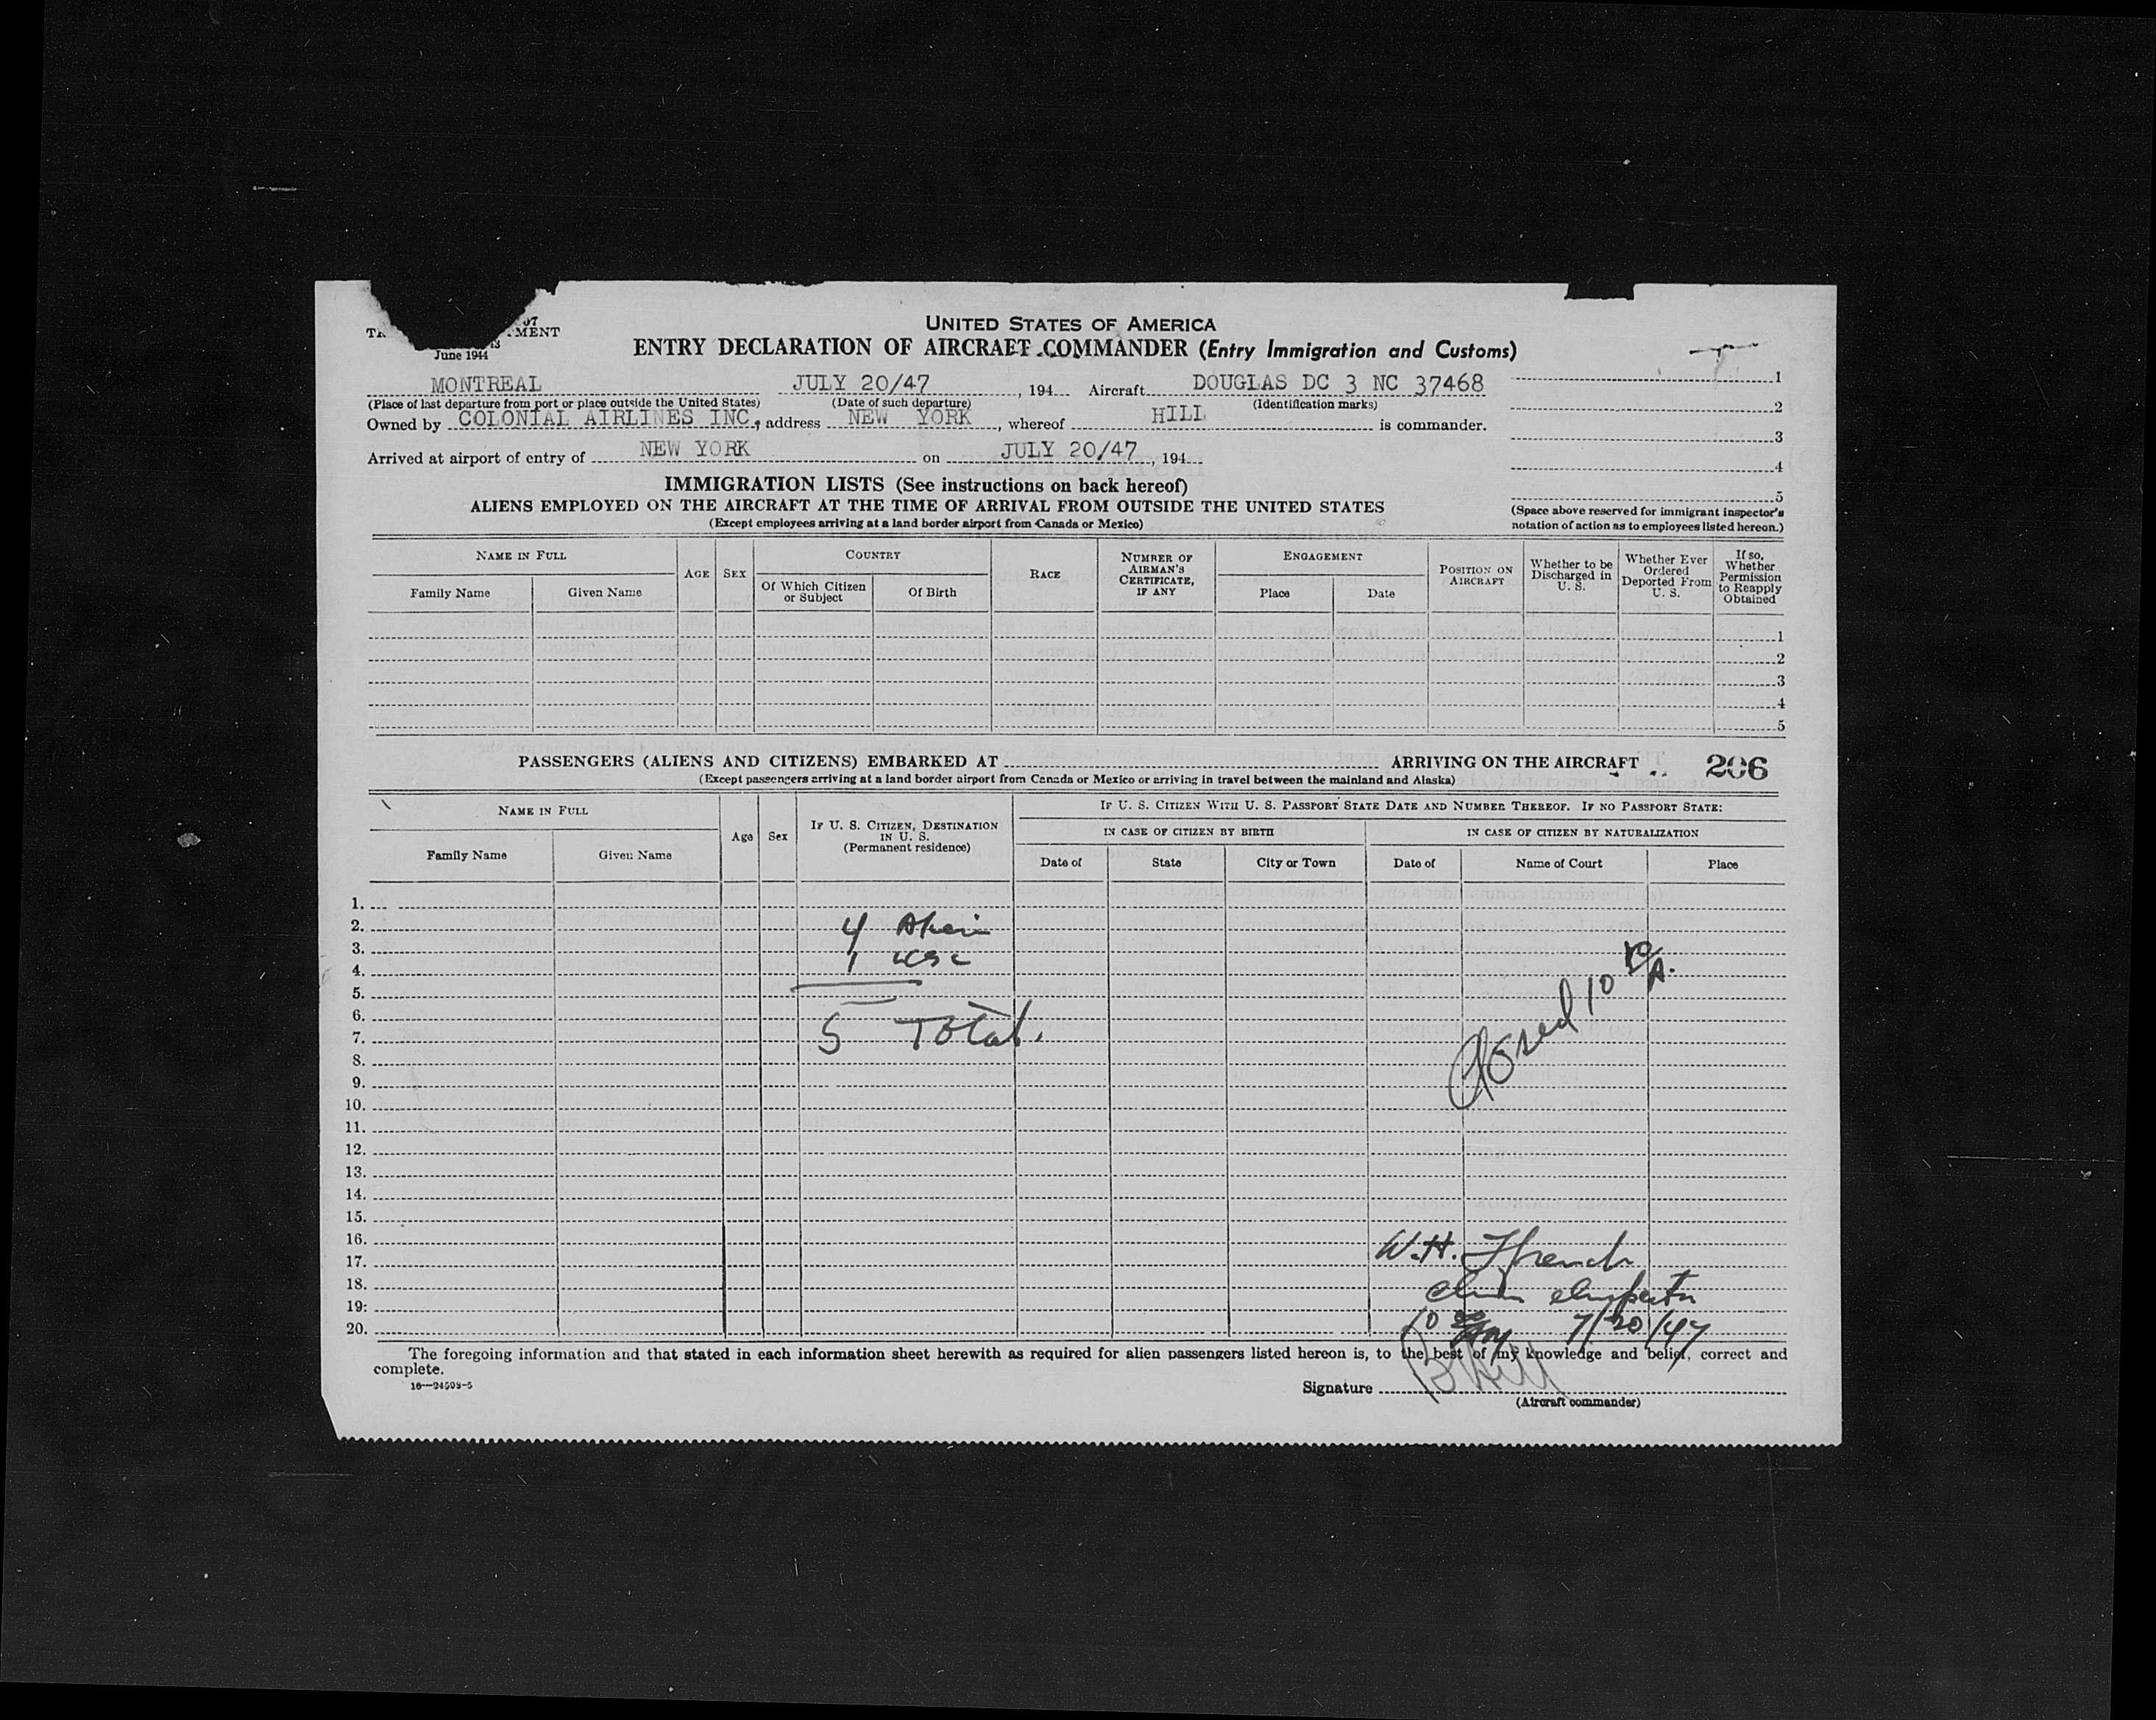 UNITED STATES OF AMERICA
MENT
June 1944
ENTRY DECLARATION OF AIRCRAFT COMMANDER (Entry Immigration and Customs)
MONTREAL JULY 20/47, 194 Aircraft DOUGLAS DC 3 NC 37468 1
(Place of last departure from port or place outside the United States) (Date of such departure) (Identification marks)
2
Owned by COLONIAL AIRLINES INC, address NEW YORK, whereof HILL is commander.
3
Arrived at airport of entry of NEW YORK on JULY 20/47, 194
4
IMMIGRATION LISTS (See instructions on back hereof)
5
ALIENS EMPLOYED ON THE AIRCRAFT AT THE TIME OF ARRIVAL FROM OUTSIDE THE UNITED STATES
(Space above reserved for immigrant inspector's
(Except employees arriving at a land border airport from Canada or Mexico)
notation of action as to employees listed hereon.)
NAME IN FULL
Family Name
Given Name
AGE
SEX
COUNTRY
Of Which Citizen
or Subject
Of Birth
RACE
NUMBER OF
AIRMAN'S
CERTIFICATE,
IF ANY
ENGAGEMENT
Place
Date
POSITION ON
AIRCRAFT
Whether to be
Discharged in
U. S.
Whether Ever
Ordered
Deported From
U. S.
If so,
Whether
Permission
to Reapply
Obtained
1
2
3
4
5
PASSENGERS (ALIENS AND CITIZENS) EMBARKED AT ARRIVING ON THE AIRCRAFT 206
(Except passengers arriving at a land border airport from Canada or Mexico or arriving in travel between the mainland and Alaska)
NAME IN FULL
Family Name
Given Name
Age
Sex
IF U. S. CITIZEN, DESTINATION
IN U. S.
(Permanent residence)
IF U. S. CITIZEN WITH U. S. PASSPORT STATE DATE AND NUMBER THEREOF. IF NO PASSPORT STATE:
IN CASE OF CITIZEN BY BIRTH
Date of
State
City or Town
IN CASE OF CITIZEN BY NATURALIZATION
Date of
Name of Court
Place
1.
2. 4 Alien
3.
4. 1 USC
5.
6.
7. 5 Total.
8.
Closed 10 10/A.
9.
10.
11.
12.
13.
14.
15.
16.
17. W.H. French
18.
19. Inspector
20. 10 7/20/47
The foregoing information and that stated in each information sheet herewith as required for alien passengers listed hereon is, to the best of my knowledge and belief, correct and
complete.
16—24509-5
Signature B Hill
(Aircraft commander)